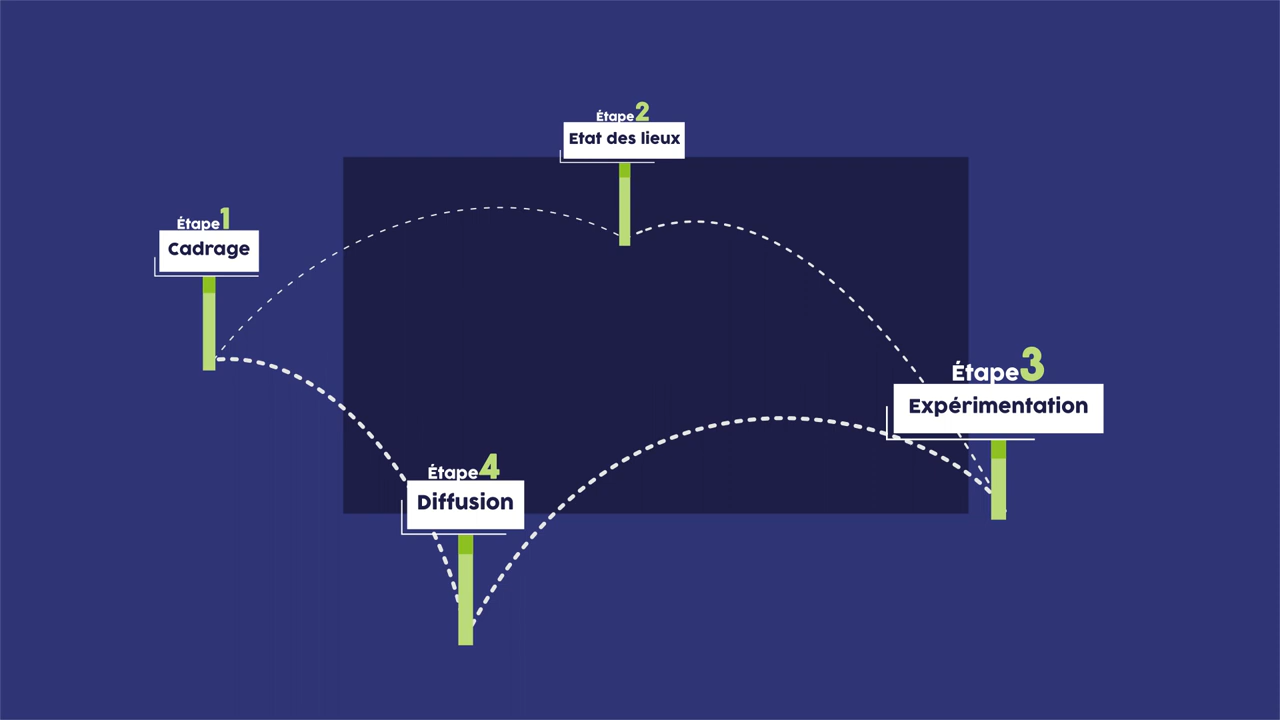 Étape1
Cadrage
Étape2
Etat des lieux
Étape3
Expérimentation
Étape4
Diffusion